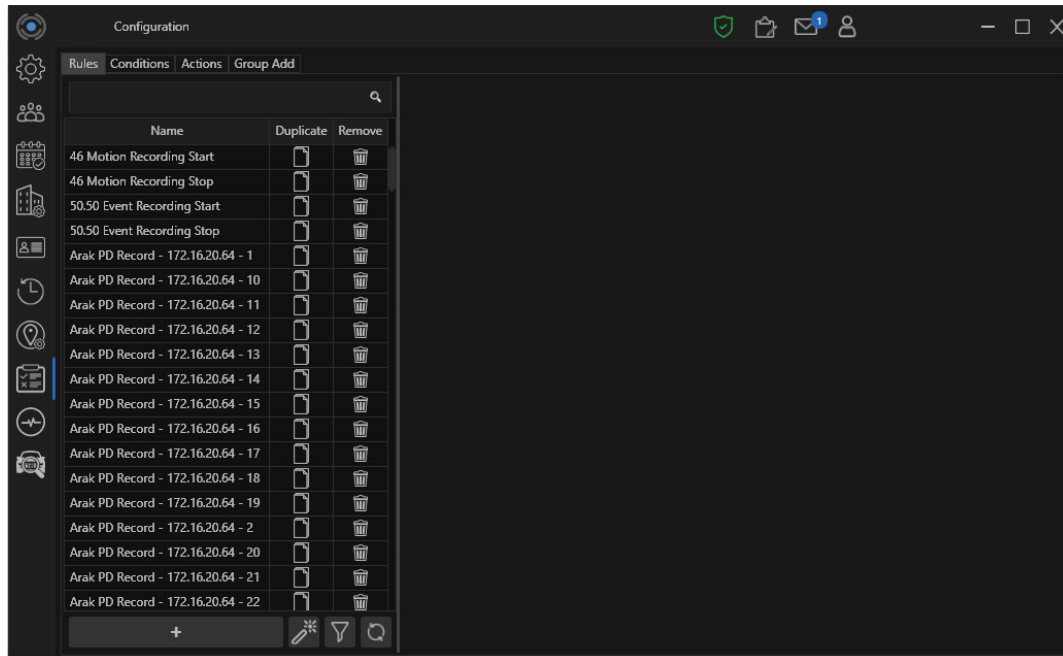 Configuration
1
Rules Conditions Actions Group Add
Name Duplicate Remove
46 Motion Recording Start
46 Motion Recording Stop
50.50 Event Recording Start
50.50 Event Recording Stop
Arak PD Record - 172.16.20.64 - 1
Arak PD Record - 172.16.20.64 - 10
Arak PD Record - 172.16.20.64 - 11
Arak PD Record - 172.16.20.64 - 12
Arak PD Record - 172.16.20.64 - 13
Arak PD Record - 172.16.20.64 - 14
Arak PD Record - 172.16.20.64 - 15
Arak PD Record - 172.16.20.64 - 16
Arak PD Record - 172.16.20.64 - 17
Arak PD Record - 172.16.20.64 - 18
Arak PD Record - 172.16.20.64 - 19
Arak PD Record - 172.16.20.64 - 2
Arak PD Record - 172.16.20.64 - 20
Arak PD Record - 172.16.20.64 - 21
Arak PD Record - 172.16.20.64 - 22
+